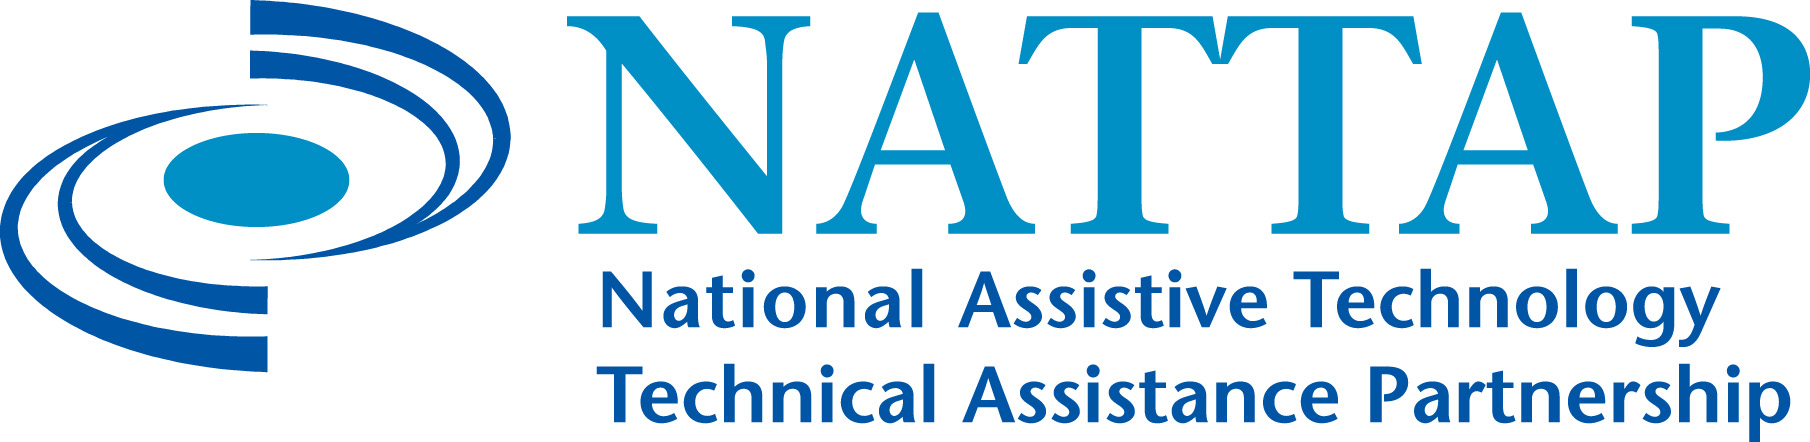 NATTAP
National Assistive Technology
Technical Assistance Partnership